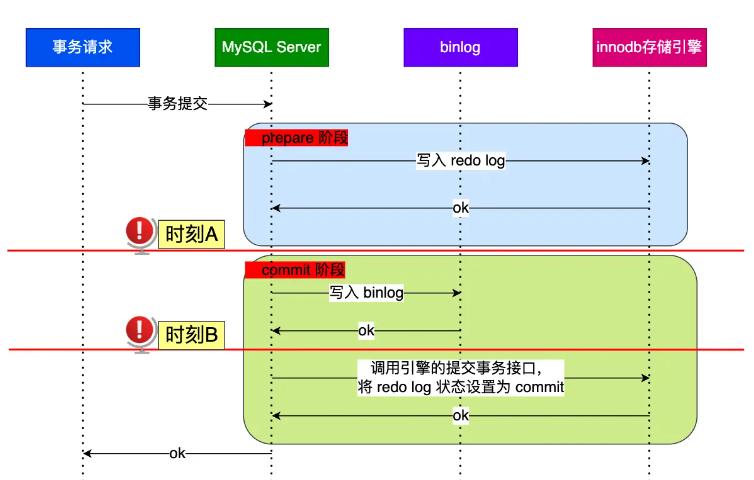 事务请求
MySQL Server
binlog
innodb存储引擎
事务提交
prepare 阶段
写入 redo log
ok
时刻A
commit 阶段
写入 binlog
ok
时刻B
调用引擎的提交事务接口，
将 redo log 状态设置为 commit
ok
ok